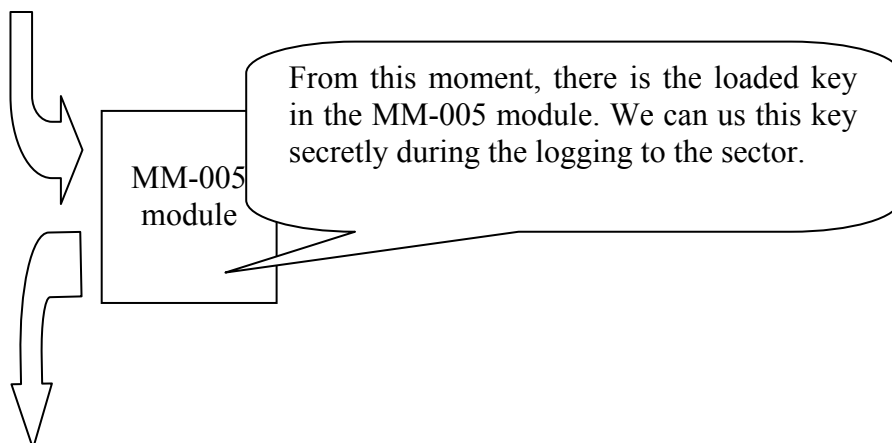 From this moment, there is the loaded key
in the MM-005 module. We can us this key
secretly during the logging to the sector.
MM-005
module